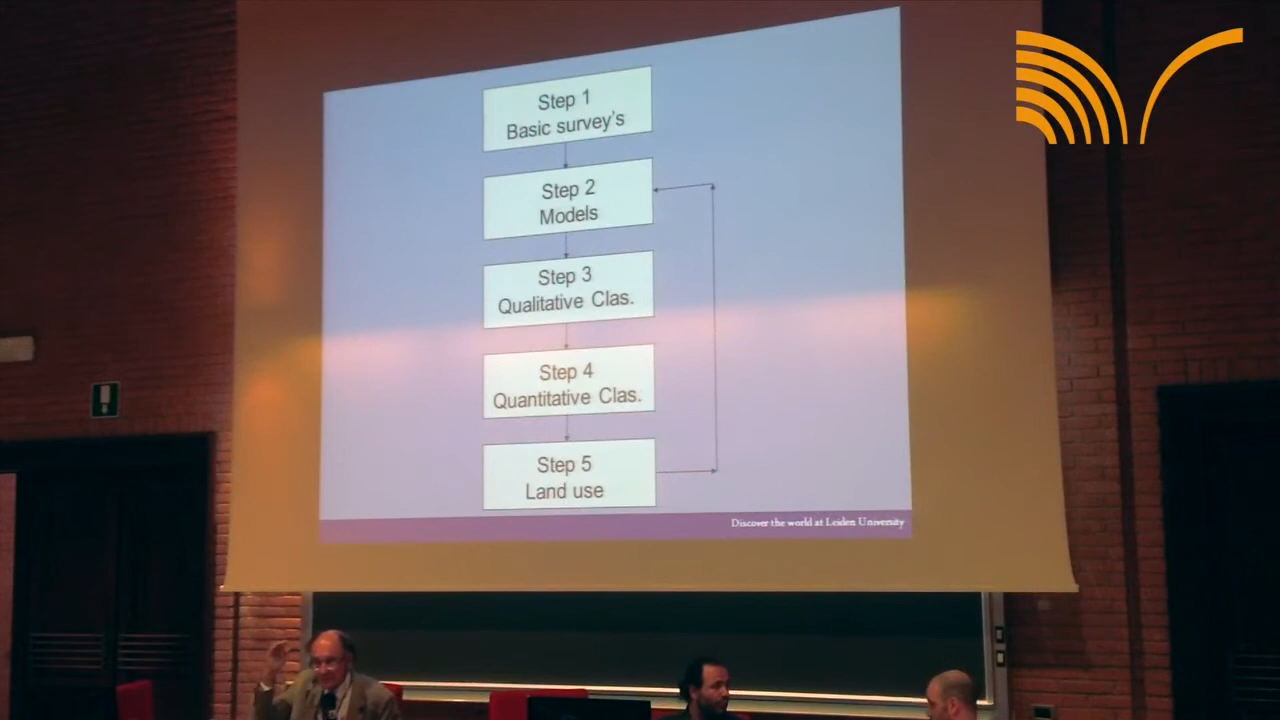 Step 1
Basic survey's
Step 2
Models
Step 3
Qualitative Clas.
Step 4
Quantitative Clas.
Step 5
Land use
Discover the world at Leiden University